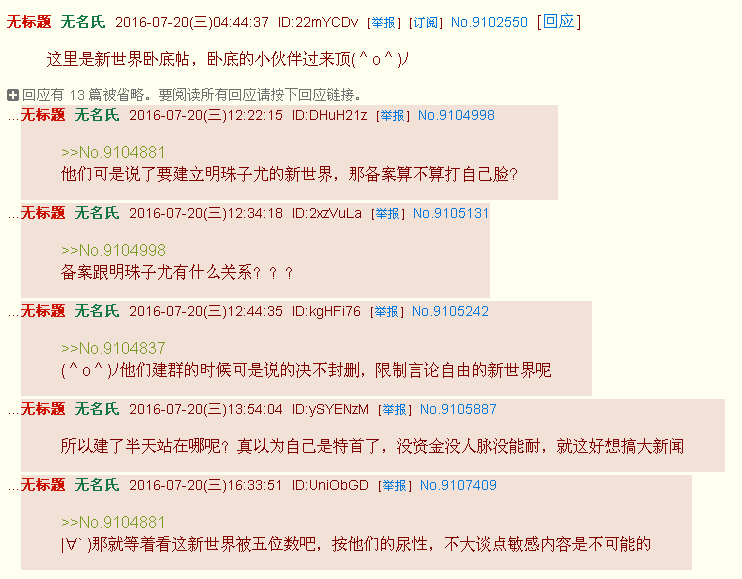 无标题 无名氏 2016-07-20(三)04:44:37 ID:22mYCDv [举报] [订阅] No.9102550 [回应]
这里是新世界卧底帖，卧底的小伙伴过来顶(＾o＾)ﾉ
回应有 13 篇被省略。要阅读所有回应请按下回应链接。
…无标题 无名氏 2016-07-20(三)12:22:15 ID:DHuH21z [举报] No.9104998
>>No.9104881
他们可是说了要建立明珠子尤的新世界，那备案算不算打自己脸？
…无标题 无名氏 2016-07-20(三)12:34:18 ID:2xzVuLa [举报] No.9105131
>>No.9104998
备案跟明珠子尤有什么关系？？？
…无标题 无名氏 2016-07-20(三)12:44:35 ID:kgHFi76 [举报] No.9105242
>>No.9104837
(＾o＾)ﾉ他们建群的时候可是说的决不封删，限制言论自由的新世界呢
…无标题 无名氏 2016-07-20(三)13:54:04 ID:ySYENzM [举报] No.9105887
所以建了半天站在哪呢？真以为自己是特首了，没资金没人脉没能耐，就这好想搞大新闻
…无标题 无名氏 2016-07-20(三)16:33:51 ID:UniObGD [举报] No.9107409
>>No.9104881
|∀` )那就等着看这新世界被五位数吧，按他们的尿性，不大谈点敏感内容是不可能的